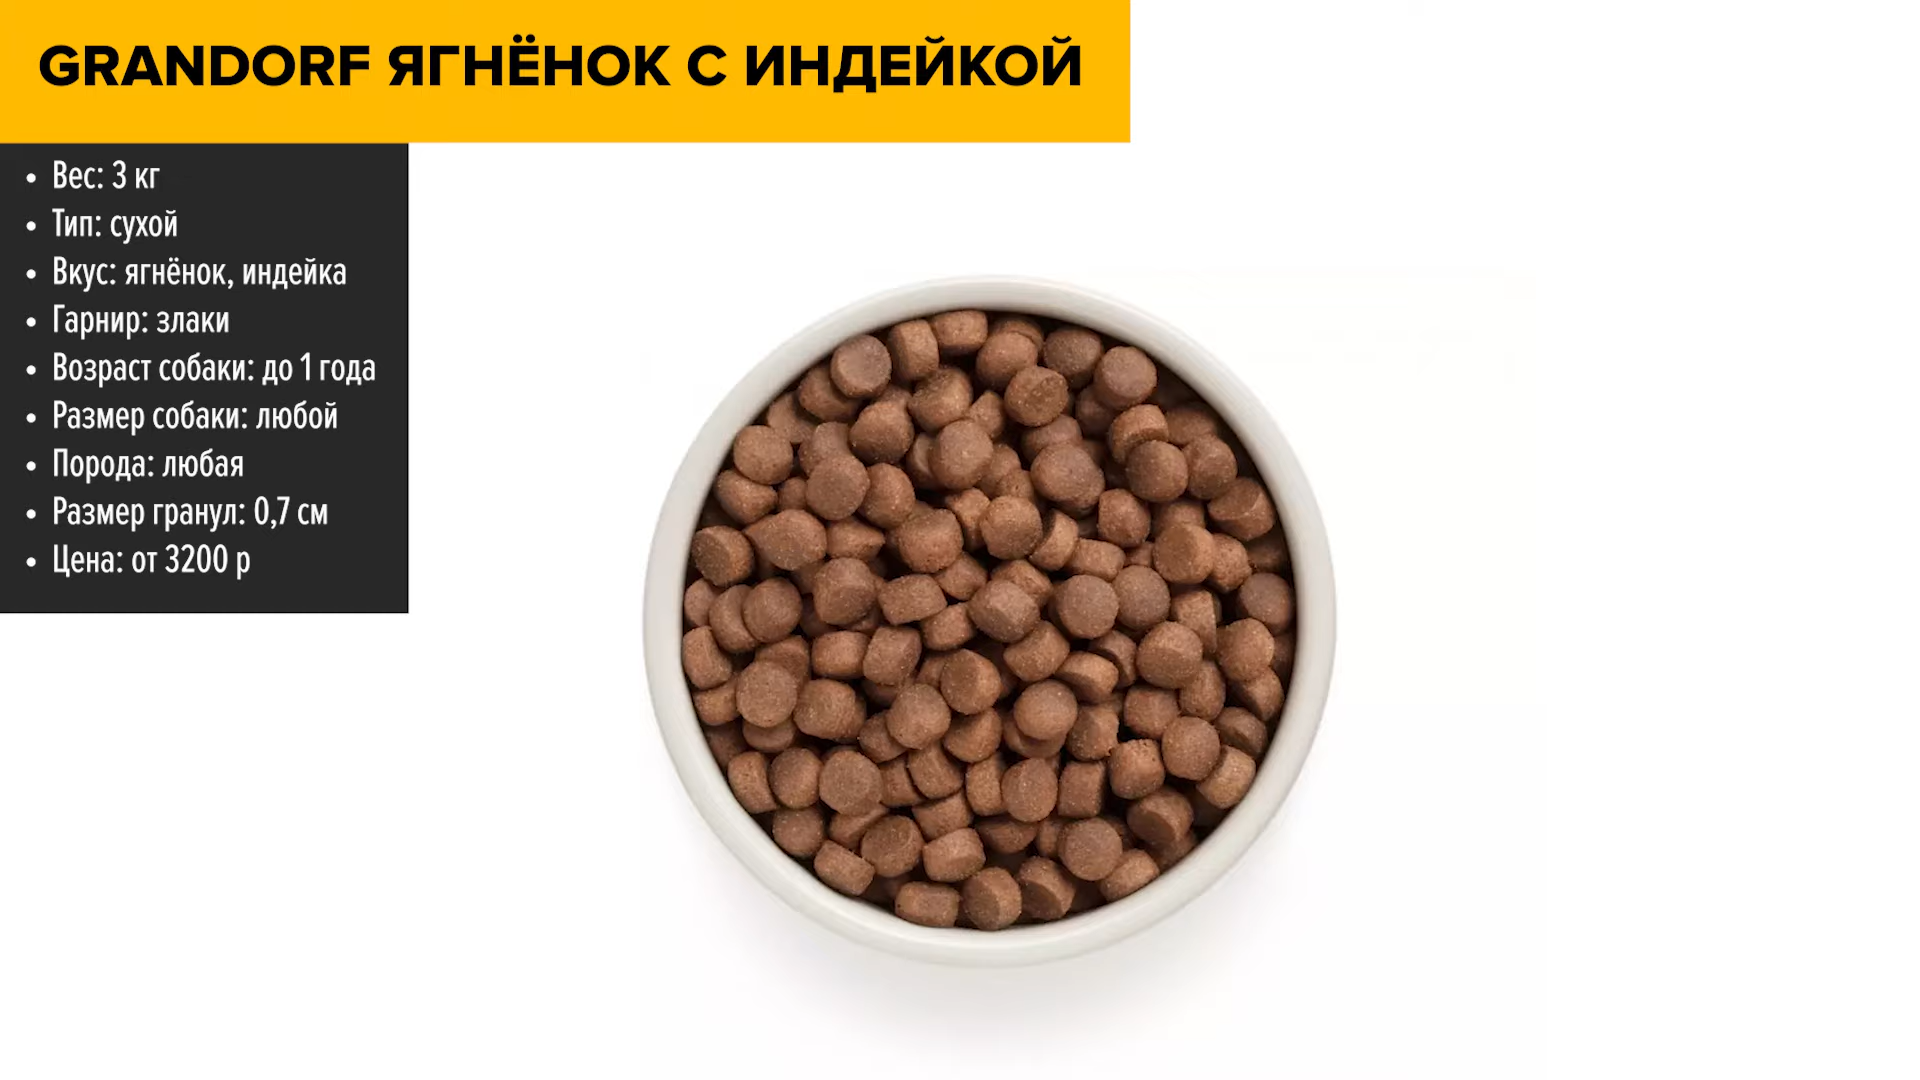 GRANDORF ЯГНЁНОК С ИНДЕЙКОЙ
• Вес: 3 кг
• Тип: сухой
• Вкус: ягнёнок, индейка
• Гарнир: злаки
• Возраст собаки: до 1 года
• Размер собаки: любой
• Порода: любая
• Размер гранул: 0,7 см
• Цена: от 3200 р